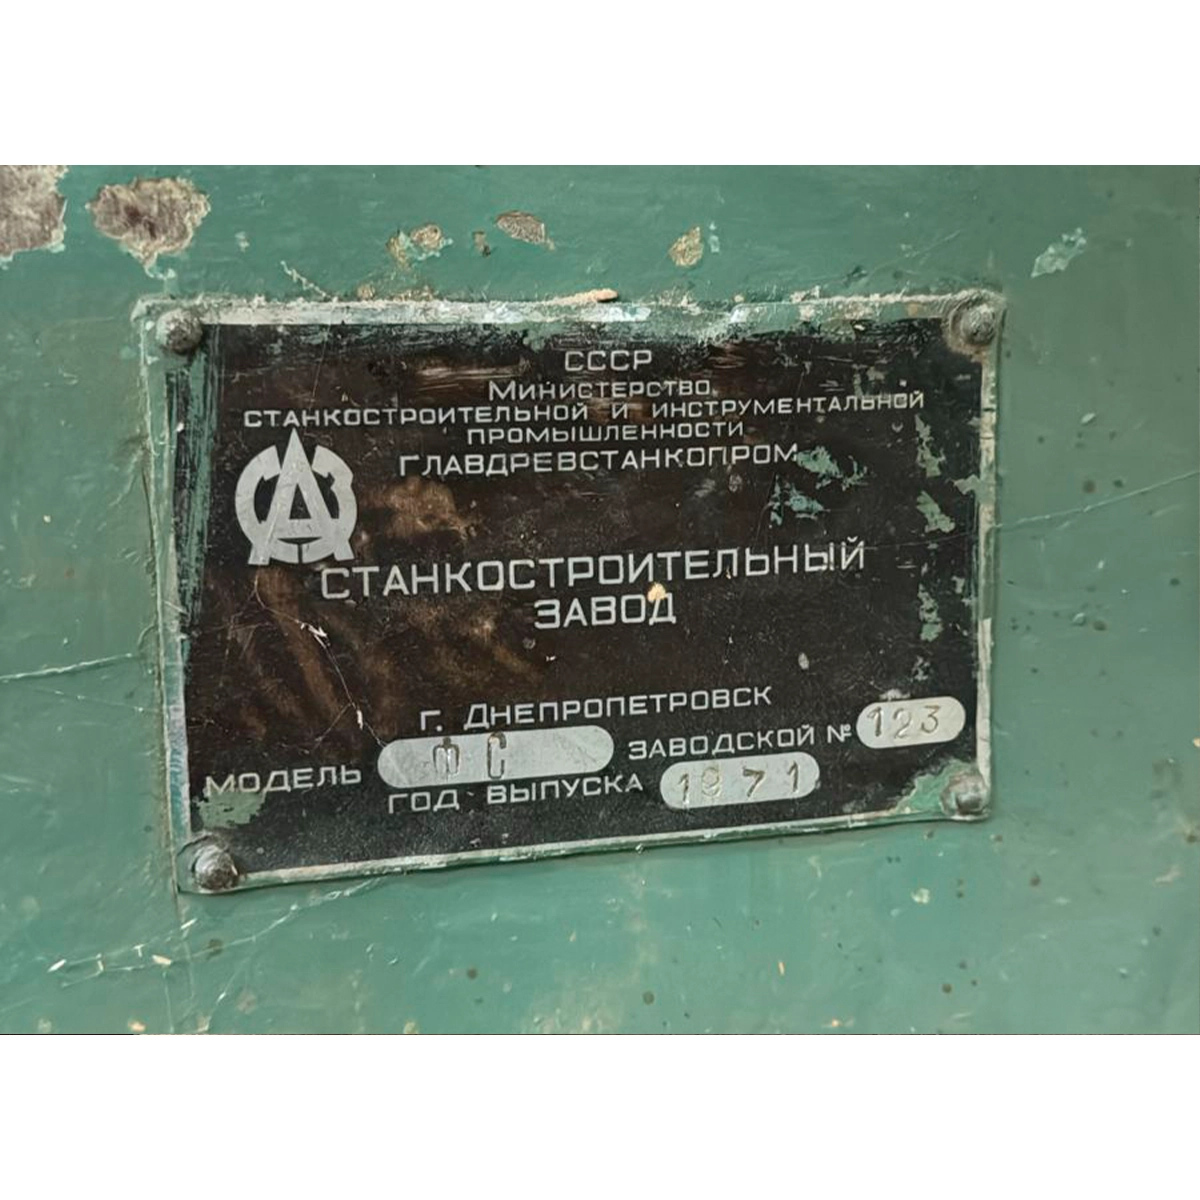 СССР
Министерство
станкостроительной и инструментальной
промышленности
Главдревстанкопром
Станкостроительный
завод
г. Днепропетровск
модель ФС заводской № 123
год выпуска 1971